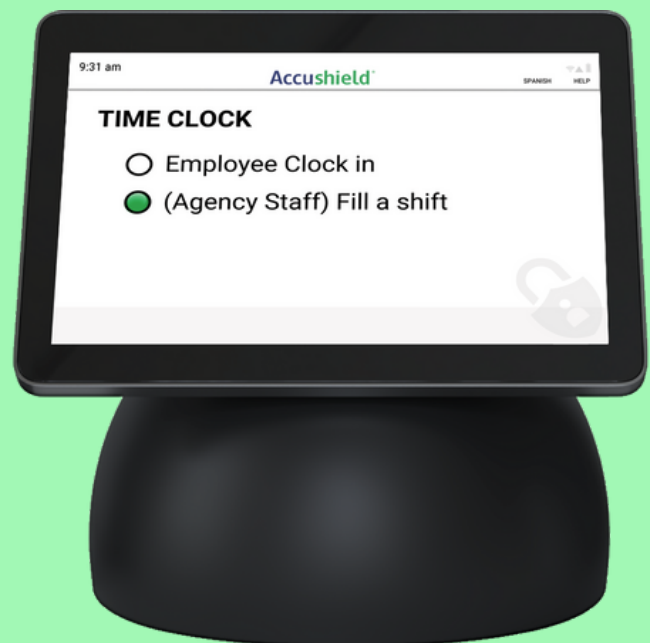 9:31 am
Accushield
SPANISH
HELP
TIME CLOCK
Employee Clock in
(Agency Staff) Fill a shift